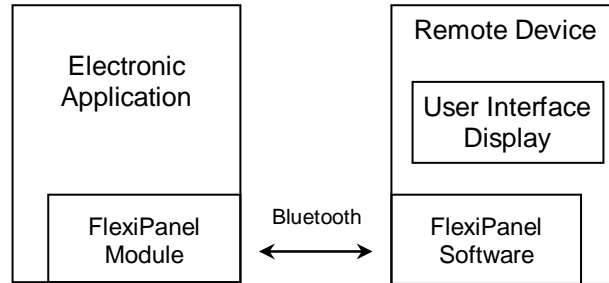 Electronic
Application
FlexiPanel
Module
Bluetooth
Remote Device
User Interface
Display
FlexiPanel
Software